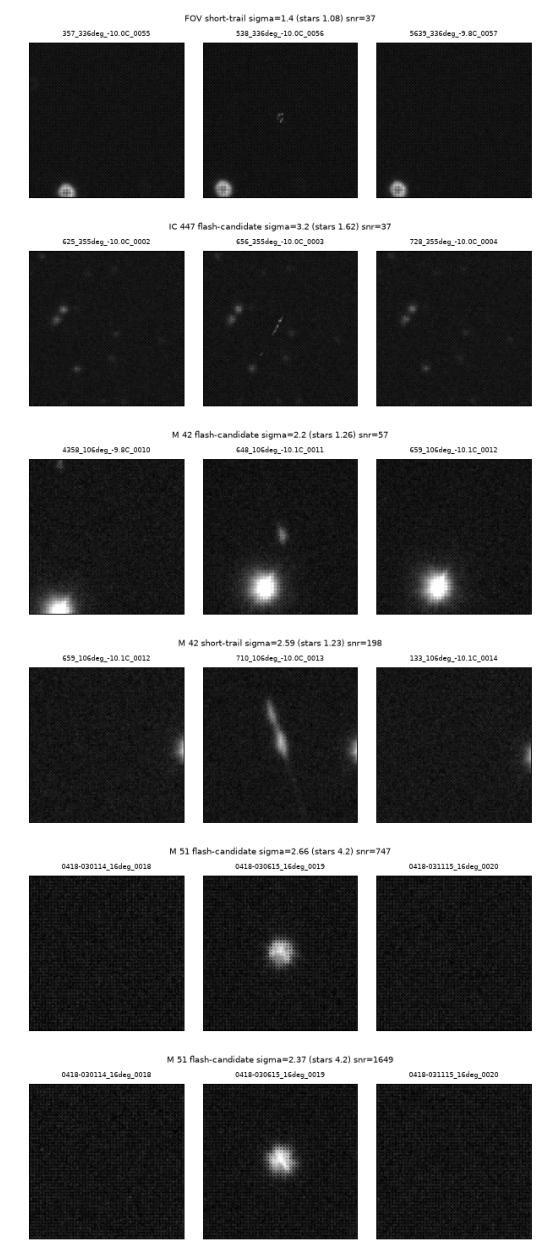 FOV short-trail sigma=1.4 (stars 1.08) snr=37
357_336deg_-10.0C_0055 538_336deg_-10.0C_0056 5639_336deg_-9.8C_0057
IC 447 flash-candidate sigma=3.2 (stars 1.62) snr=37
625_355deg_-10.0C_0002 656_355deg_-10.0C_0003 728_355deg_-10.0C_0004
M 42 flash-candidate sigma=2.2 (stars 1.26) snr=57
4358_106deg_-9.8C_0010 648_106deg_-10.1C_0011 659_106deg_-10.1C_0012
M 42 short-trail sigma=2.59 (stars 1.23) snr=198
659_106deg_-10.1C_0012 710_106deg_-10.0C_0013 133_106deg_-10.1C_0014
M 51 flash-candidate sigma=2.66 (stars 4.2) snr=747
0418-030114_16deg_0018 0418-030615_16deg_0019 0418-031115_16deg_0020
M 51 flash-candidate sigma=2.37 (stars 4.2) snr=1649
0418-030114_16deg_0018 0418-030615_16deg_0019 0418-031115_16deg_0020